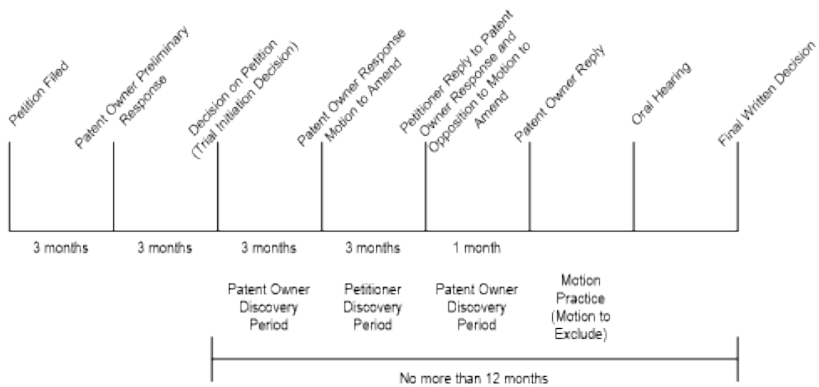 Petition Filed
Patent Owner Preliminary
Response
Decision on Petition
(Trial Initiation Decision)
Patent Owner Response
Motion to Amend
Petitioner Reply to Patent
Owner Response and
Opposition to Motion to
Amend
Patent Owner Reply
Oral Hearing
Final Written Decision
3 months
3 months
3 months
3 months
1 month
Patent Owner
Discovery
Period
Petitioner
Discovery
Period
Patent Owner
Discovery
Period
Motion
Practice
(Motion to
Exclude)
No more than 12 months